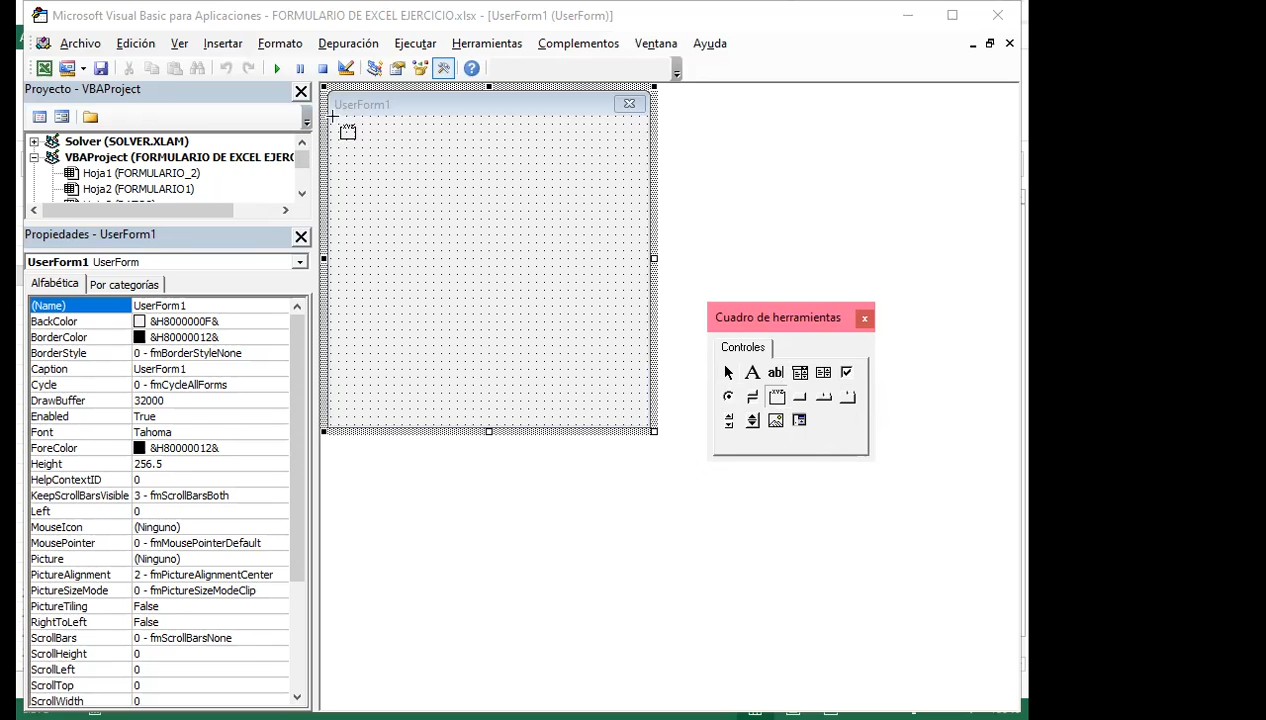 Microsoft Visual Basic para Aplicaciones - FORMULARIO DE EXCEL EJERCICIO.xlsx - [UserForm1 (UserForm)]
Archivo Edición Ver Insertar Formato Depuración Ejecutar Herramientas Complementos Ventana Ayuda
Proyecto - VBAProject
Solver (SOLVER.XLAM)
VBAProject (FORMULARIO DE EXCEL EJERC
Hoja1 (FORMULARIO_2)
Hoja2 (FORMULARIO1)
Propiedades - UserForm1
UserForm1 UserForm
Alfabética Por categorías
(Name) UserForm1
BackColor &H8000000F&
BorderColor &H80000012&
BorderStyle 0 - fmBorderStyleNone
Caption UserForm1
Cycle 0 - fmCycleAllForms
DrawBuffer 32000
Enabled True
Font Tahoma
ForeColor &H80000012&
Height 256.5
HelpContextID 0
KeepScrollBarsVisible 3 - fmScrollBarsBoth
Left 0
MouseIcon (Ninguno)
MousePointer 0 - fmMousePointerDefault
Picture (Ninguno)
PictureAlignment 2 - fmPictureAlignmentCenter
PictureSizeMode 0 - fmPictureSizeModeClip
PictureTiling False
RightToLeft False
ScrollBars 0 - fmScrollBarsNone
ScrollHeight 0
ScrollLeft 0
ScrollTop 0
ScrollWidth 0
UserForm1
Cuadro de herramientas
Controles
A ab|